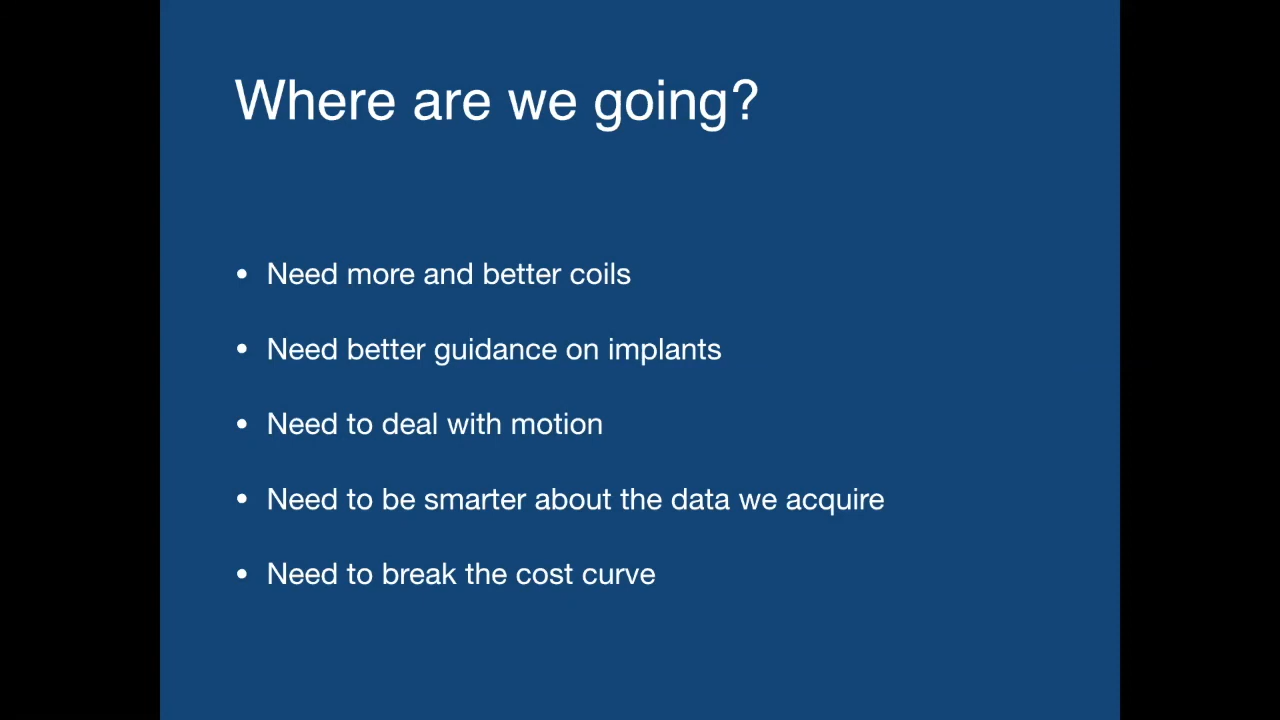 Where are we going?
• Need more and better coils
• Need better guidance on implants
• Need to deal with motion
• Need to be smarter about the data we acquire
• Need to break the cost curve